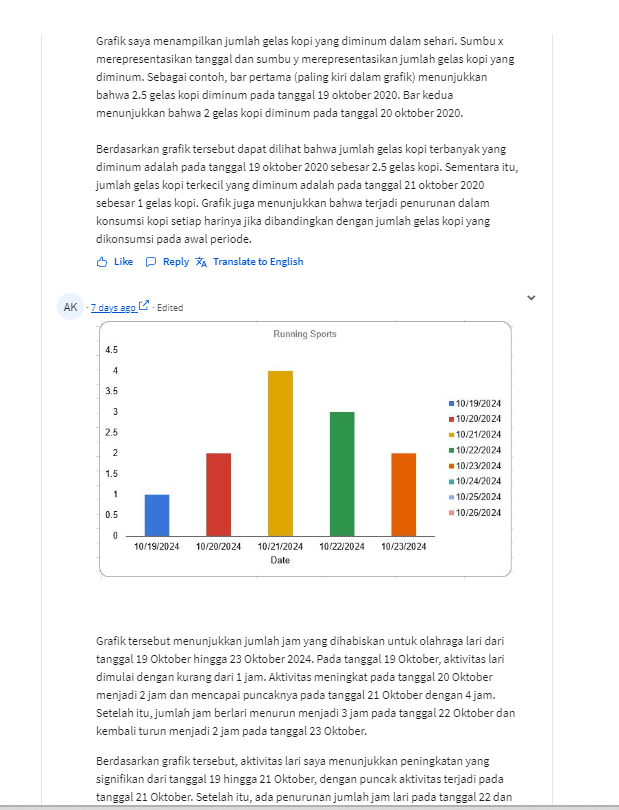 Grafik saya menampilkan jumlah gelas kopi yang diminum dalam sehari. Sumbu x
merepresentasikan tanggal dan sumbu y merepresentasikan jumlah gelas kopi yang
diminum. Sebagai contoh, bar pertama (paling kiri dalam grafik) menunjukkan
bahwa 2.5 gelas kopi diminum pada tanggal 19 oktober 2020. Bar kedua
menunjukkan bahwa 2 gelas kopi diminum pada tanggal 20 oktober 2020.
Berdasarkan grafik tersebut dapat dilihat bahwa jumlah gelas kopi terbanyak yang
diminum adalah pada tanggal 19 oktober 2020 sebesar 2.5 gelas kopi. Sementara itu,
jumlah gelas kopi terkecil yang diminum adalah pada tanggal 21 oktober 2020
sebesar 1 gelas kopi. Grafik juga menunjukkan bahwa terjadi penurunan dalam
konsumsi kopi setiap harinya jika dibandingkan dengan jumlah gelas kopi yang
dikonsumsi pada awal periode.
Like Reply Translate to English
AK · 7 days ago · Edited
Running Sports
4.5
4
3.5
3
2.5
2
1.5
1
0.5
0
10/19/2024 10/20/2024 10/21/2024 10/22/2024 10/23/2024
Date
10/19/2024
10/20/2024
10/21/2024
10/22/2024
10/23/2024
10/24/2024
10/25/2024
10/26/2024
Grafik tersebut menunjukkan jumlah jam yang dihabiskan untuk olahraga lari dari
tanggal 19 Oktober hingga 23 Oktober 2024. Pada tanggal 19 Oktober, aktivitas lari
dimulai dengan kurang dari 1 jam. Aktivitas meningkat pada tanggal 20 Oktober
menjadi 2 jam dan mencapai puncaknya pada tanggal 21 Oktober dengan 4 jam.
Setelah itu, jumlah jam berlari menurun menjadi 3 jam pada tanggal 22 Oktober dan
kembali turun menjadi 2 jam pada tanggal 23 Oktober.
Berdasarkan grafik tersebut, aktivitas lari saya menunjukkan peningkatan yang
signifikan dari tanggal 19 hingga 21 Oktober, dengan puncak aktivitas terjadi pada
tanggal 21 Oktober. Setelah itu, ada penurunan jumlah jam lari pada tanggal 22 dan